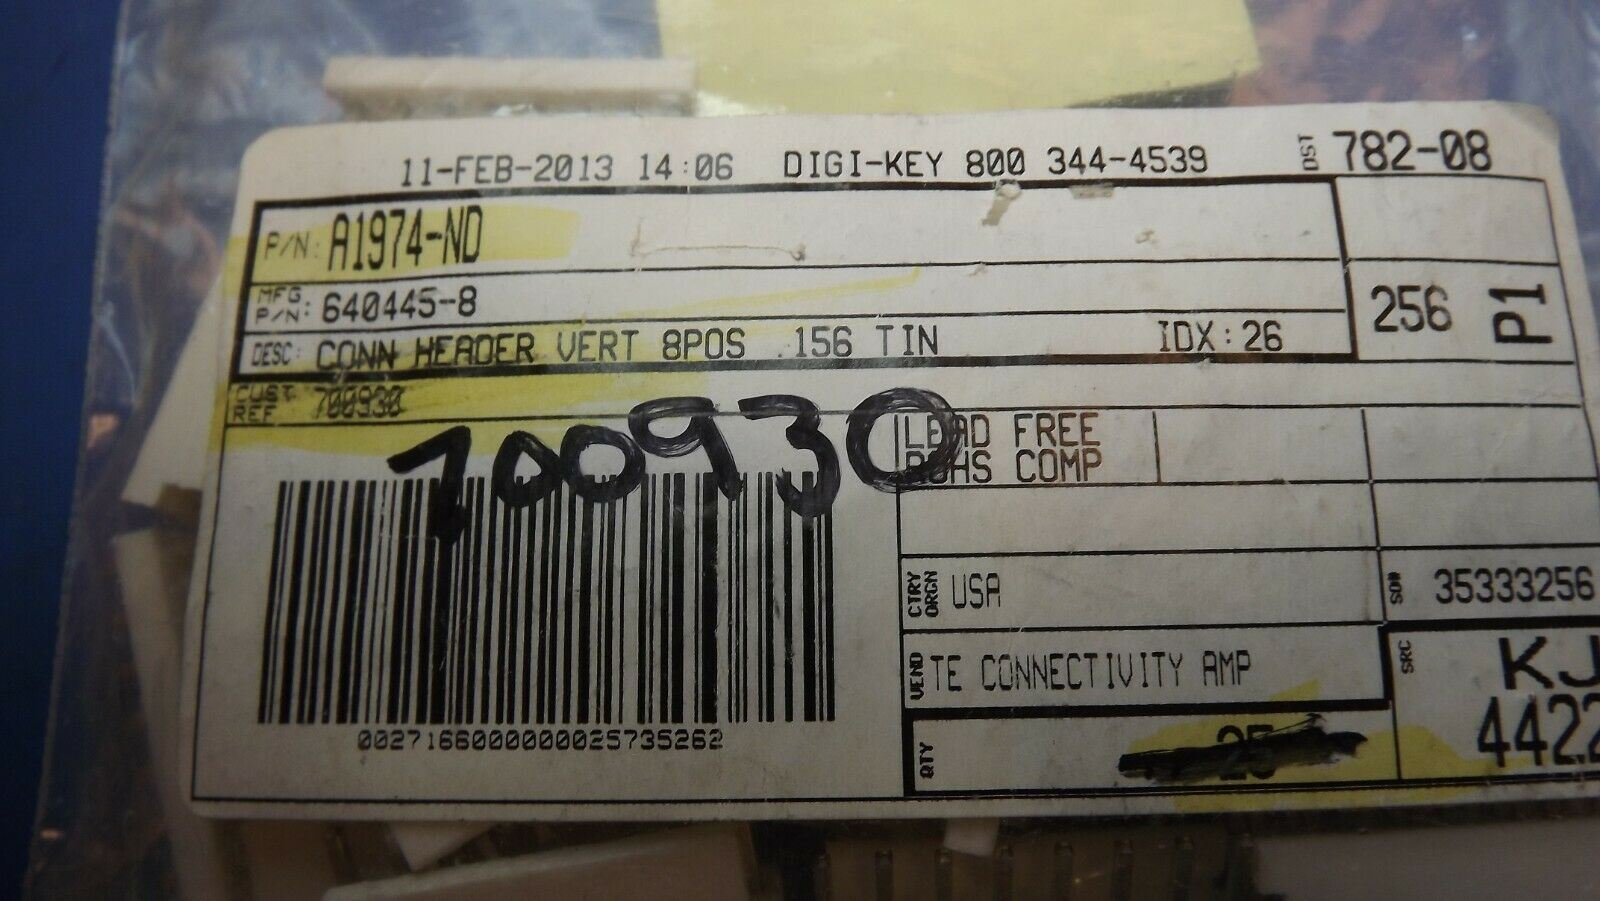 11-FEB-2013 14:06 DIGI-KEY 800 344-4539 DST 782-08
P/N: A1974-ND
MFG P/N: 640445-8
256 P1
DESC: CONN HEADER VERT 8POS .156 TIN IDX:26
CUST REF 700930
700930
LEAD FREE
ROHS COMP
CTRY ORGN USA
SO# 35333256
VEND TE CONNECTIVITY AMP
SRC KJ
4422
QTY 25
0027166000000025735262